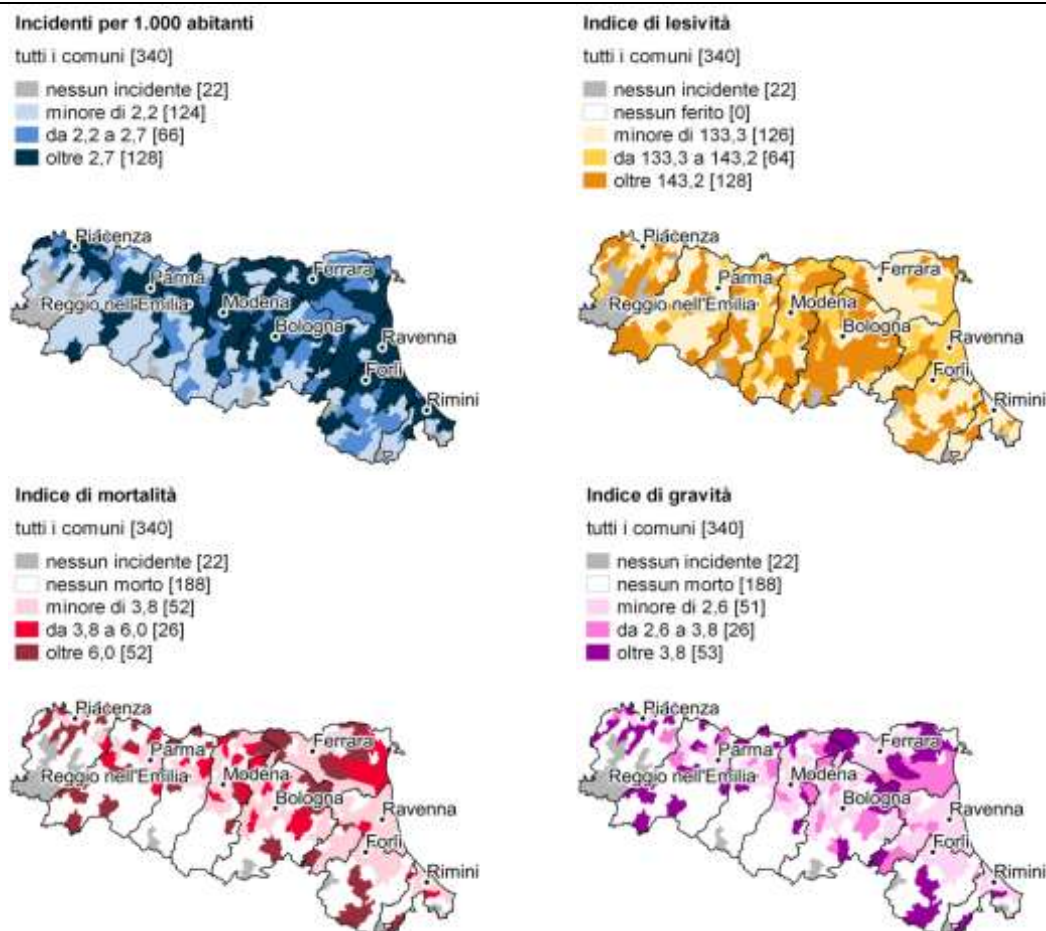 Incidenti per 1.000 abitanti
tutti i comuni [340]
nessun incidente [22]
minore di 2,2 [124]
da 2,2 a 2,7 [66]
oltre 2,7 [128]
Piacenza
Parma
Ferrara
Reggio nell'Emilia
Modena
Bologna
Ravenna
Forlì
Rimini
Indice di lesività
tutti i comuni [340]
nessun incidente [22]
nessun ferito [0]
minore di 133,3 [126]
da 133,3 a 143,2 [64]
oltre 143,2 [128]
Piacenza
Parma
Ferrara
Reggio nell'Emilia
Modena
Bologna
Ravenna
Forlì
Rimini
Indice di mortalità
tutti i comuni [340]
nessun incidente [22]
nessun morto [188]
minore di 3,8 [52]
da 3,8 a 6,0 [26]
oltre 6,0 [52]
Piacenza
Parma
Ferrara
Reggio nell'Emilia
Modena
Bologna
Ravenna
Forlì
Rimini
Indice di gravità
tutti i comuni [340]
nessun incidente [22]
nessun morto [188]
minore di 2,6 [51]
da 2,6 a 3,8 [26]
oltre 3,8 [53]
Piacenza
Parma
Ferrara
Reggio nell'Emilia
Modena
Bologna
Ravenna
Forlì
Rimini